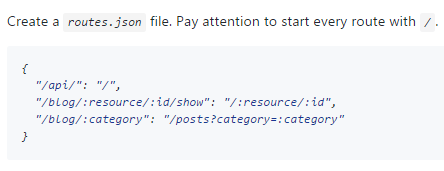 Create a routes.json file. Pay attention to start every route with / .
{
  "/api/": "/",
  "/blog/:resource/:id/show": "/:resource/:id",
  "/blog/:category": "/posts?category=:category"
}